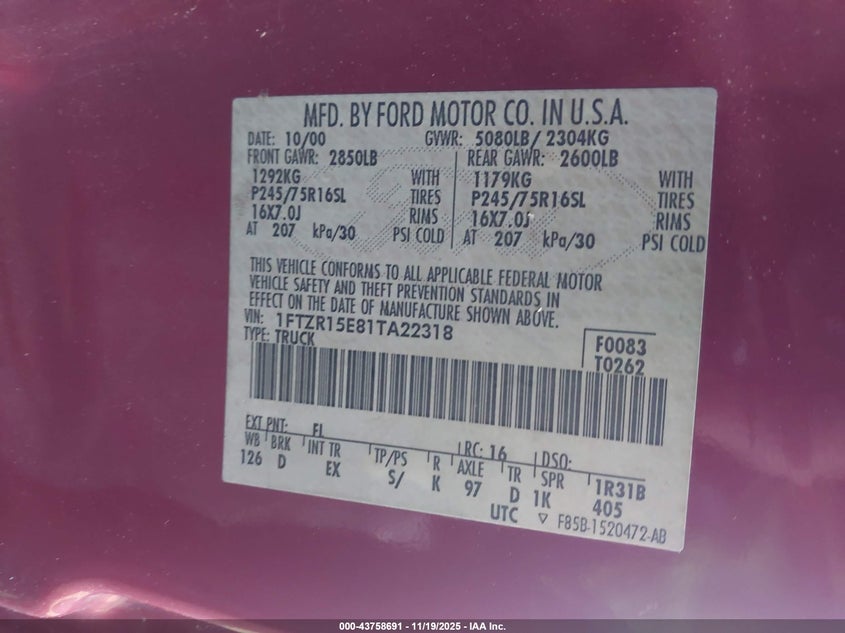 MFD. BY FORD MOTOR CO. IN U.S.A.
DATE: 10/00 GVWR: 5080LB/ 2304KG
FRONT GAWR: 2850LB REAR GAWR: 2600LB
1292KG WITH 1179KG WITH
P245/75R16SL TIRES P245/75R16SL TIRES
16X7.0J RIMS 16X7.0J RIMS
AT 207 kPa/30 PSI COLD AT 207 kPa/30 PSI COLD
THIS VEHICLE CONFORMS TO ALL APPLICABLE FEDERAL MOTOR
VEHICLE SAFETY AND THEFT PREVENTION STANDARDS IN
EFFECT ON THE DATE OF MANUFACTURE SHOWN ABOVE.
VIN: 1FTZR15E81TA22318
TYPE: TRUCK
F0083
T0262
EXT PNT: FL RC: 16 DSO:
WB BRK INT TR TP/PS R AXLE TR SPR 1R31B
126 D EX S/ K 97 D 1K 405
UTC ▽ F85B-1520472-AB
000-43758691 - 11/19/2025 - IAA Inc.